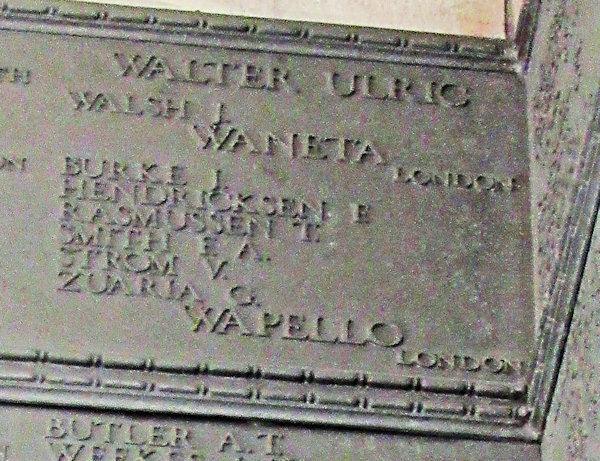 WALTER ULRIC
WALSH J.
WANETA LONDON
BURKE J.
HENDRICKSEN E
RASMUSSEN T.
SMITH F. A.
STROM V.
ZUARIA G.
WAPELLO LONDON
BUTLER A.T.